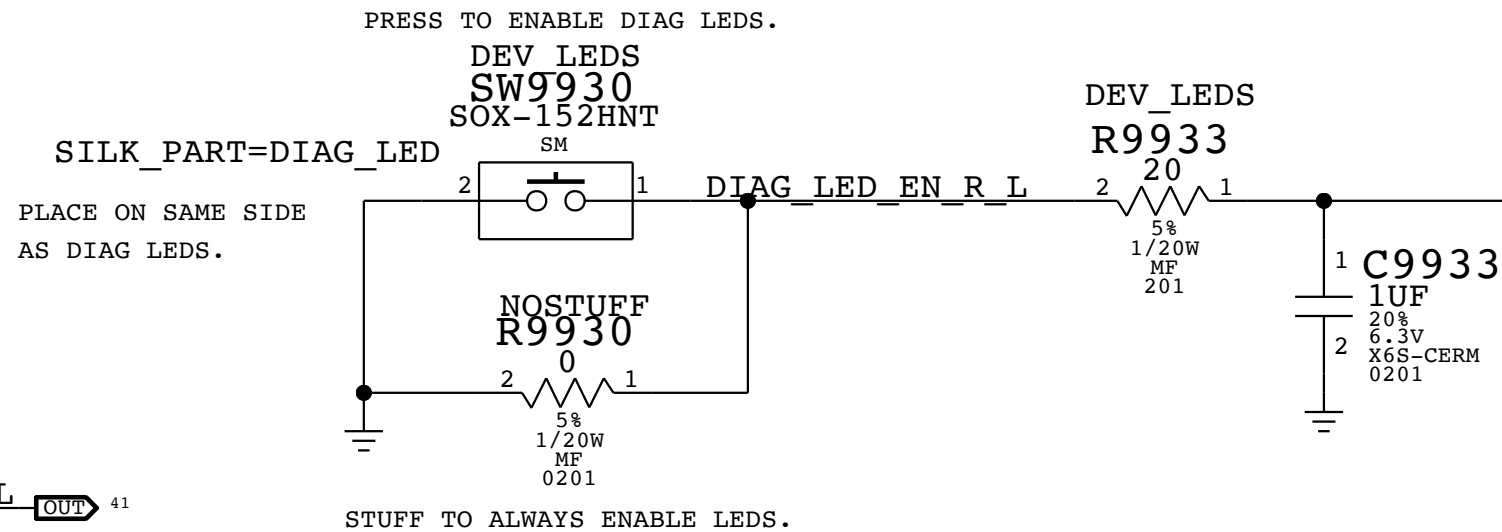 PRESS TO ENABLE DIAG LEDS.
DEV_LEDS
SW9930
SOX-152HNT
SM
SILK_PART=DIAG_LED
PLACE ON SAME SIDE
AS DIAG LEDS.
2
1
DIAG_LED_EN_R_L
DEV_LEDS
R9933
20
2
1
5%
1/20W
MF
201
1
C9933
1UF
20%
6.3V
X6S-CERM
0201
2
NOSTUFF
R9930
0
2
1
5%
1/20W
MF
0201
L
OUT
41
STUFF TO ALWAYS ENABLE LEDS.